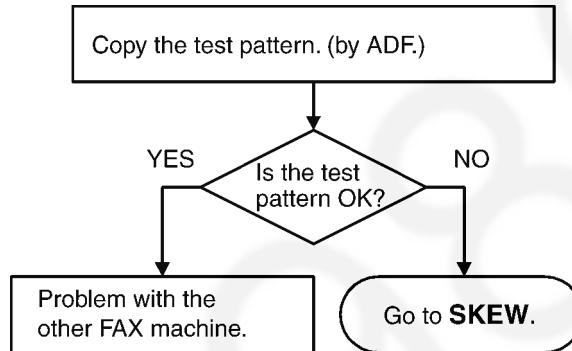 Copy the test pattern. (by ADF.)
YES
NO
Is the test
pattern OK?
Problem with the
other FAX machine.
Go to SKEW.